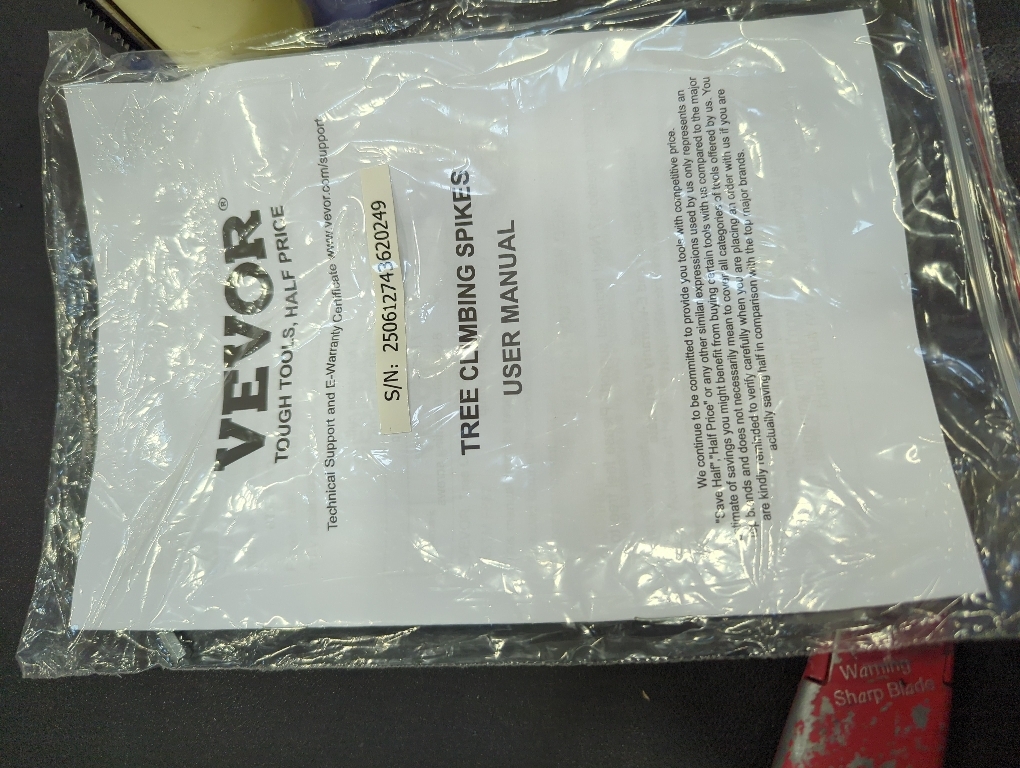 VEVOR®
TOUGH TOOLS, HALF PRICE
Technical Support and E-Warranty Certificate www.vevor.com/support
S/N: 2506127436620249
TREE CLMBING SPIKES
USER MANUAL
We continue to be committed to provide you tools with competitive price.
"Save Half", "Half Price" or any other similar expressions used by us only represents an
estimate of savings you might benefit from buying certain tools with us compared to the major
top brands and does not necessarily mean to cover all categories of tools offered by us. You
are kindly reminded to verify carefully when you are placing an order with us if you are
actually saving half in comparison with the top major brands.
Warning
Sharp Blade